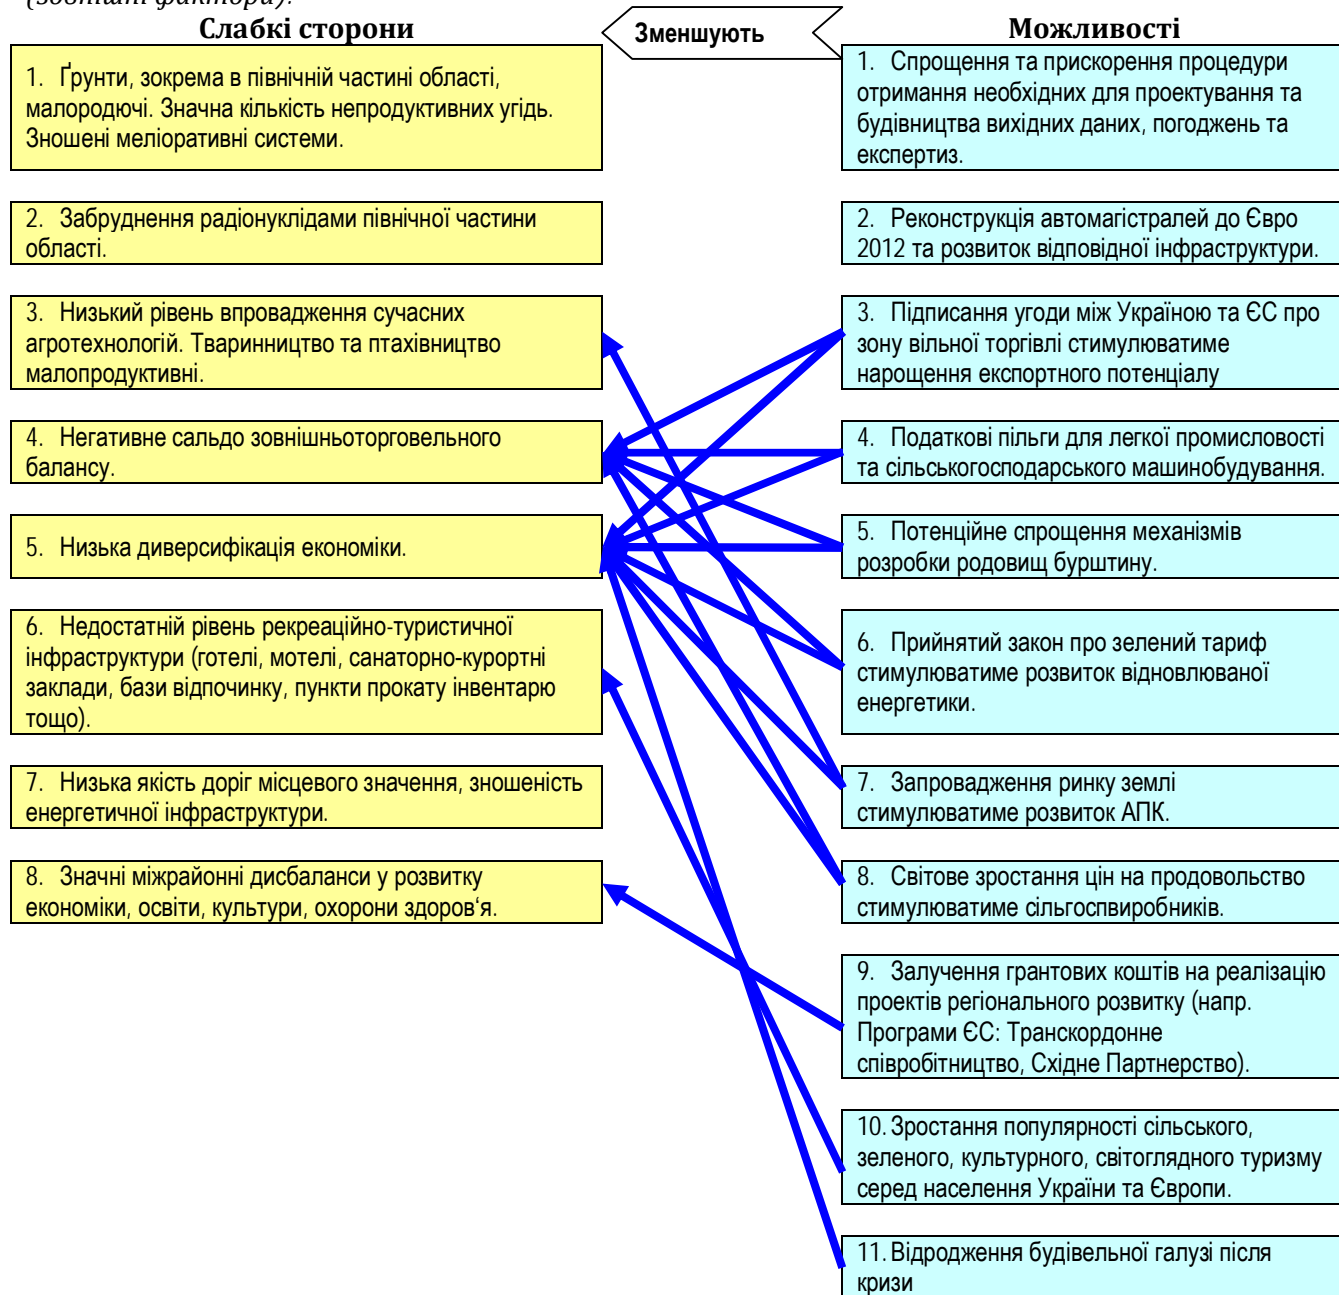 (зовнішні фактори).
Слабкі сторони
Зменшують
Можливості
1. Ґрунти, зокрема в північній частині області,
малородючі. Значна кількість непродуктивних угідь.
Зношені меліоративні системи.
2. Забруднення радіонуклідами північної частини
області.
3. Низький рівень впровадження сучасних
агротехнологій. Тваринництво та птахівництво
малопродуктивні.
4. Негативне сальдо зовнішньоторговельного
балансу.
5. Низька диверсифікація економіки.
6. Недостатній рівень рекреаційно-туристичної
інфраструктури (готелі, мотелі, санаторно-курортні
заклади, бази відпочинку, пункти прокату інвентарю
тощо).
7. Низька якість доріг місцевого значення, зношеність
енергетичної інфраструктури.
8. Значні міжрайонні дисбаланси у розвитку
економіки, освіти, культури, охорони здоров‘я.
1. Спрощення та прискорення процедури
отримання необхідних для проектування та
будівництва вихідних даних, погоджень та
експертиз.
2. Реконструкція автомагістралей до Євро
2012 та розвиток відповідної інфраструктури.
3. Підписання угоди між Україною та ЄС про
зону вільної торгівлі стимулюватиме
нарощення експортного потенціалу
4. Податкові пільги для легкої промисловості
та сільськогосподарського машинобудування.
5. Потенційне спрощення механізмів
розробки родовищ бурштину.
6. Прийнятий закон про зелений тариф
стимулюватиме розвиток відновлюваної
енергетики.
7. Запровадження ринку землі
стимулюватиме розвиток АПК.
8. Світове зростання цін на продовольство
стимулюватиме сільгоспвиробників.
9. Залучення грантових коштів на реалізацію
проектів регіонального розвитку (напр.
Програми ЄС: Транскордонне
співробітництво, Східне Партнерство).
10. Зростання популярності сільського,
зеленого, культурного, світоглядного туризму
серед населення України та Європи.
11. Відродження будівельної галузі після
кризи